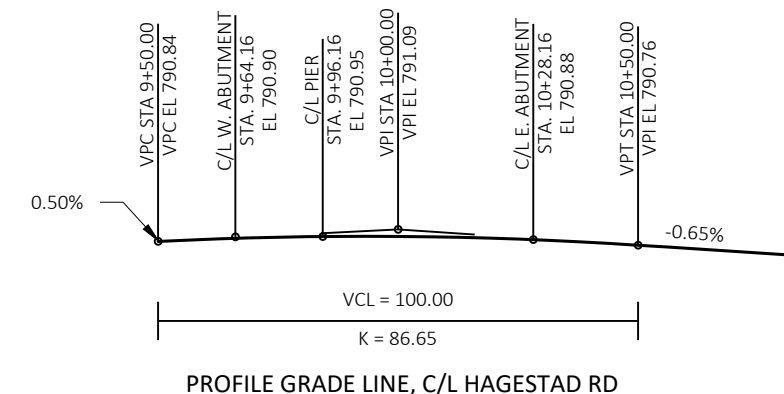 VPC STA 9+50.00
VPC EL 790.84
C/L W. ABUTMENT
STA. 9+64.16
EL 790.90
C/L PIER
STA. 9+96.16
EL 790.95
VPI STA 10+00.00
VPI EL 791.09
C/L E. ABUTMENT
STA. 10+28.16
EL 790.88
VPT STA 10+50.00
VPI EL 790.76
0.50%
-0.65%
VCL = 100.00
K = 86.65
PROFILE GRADE LINE, C/L HAGESTAD RD